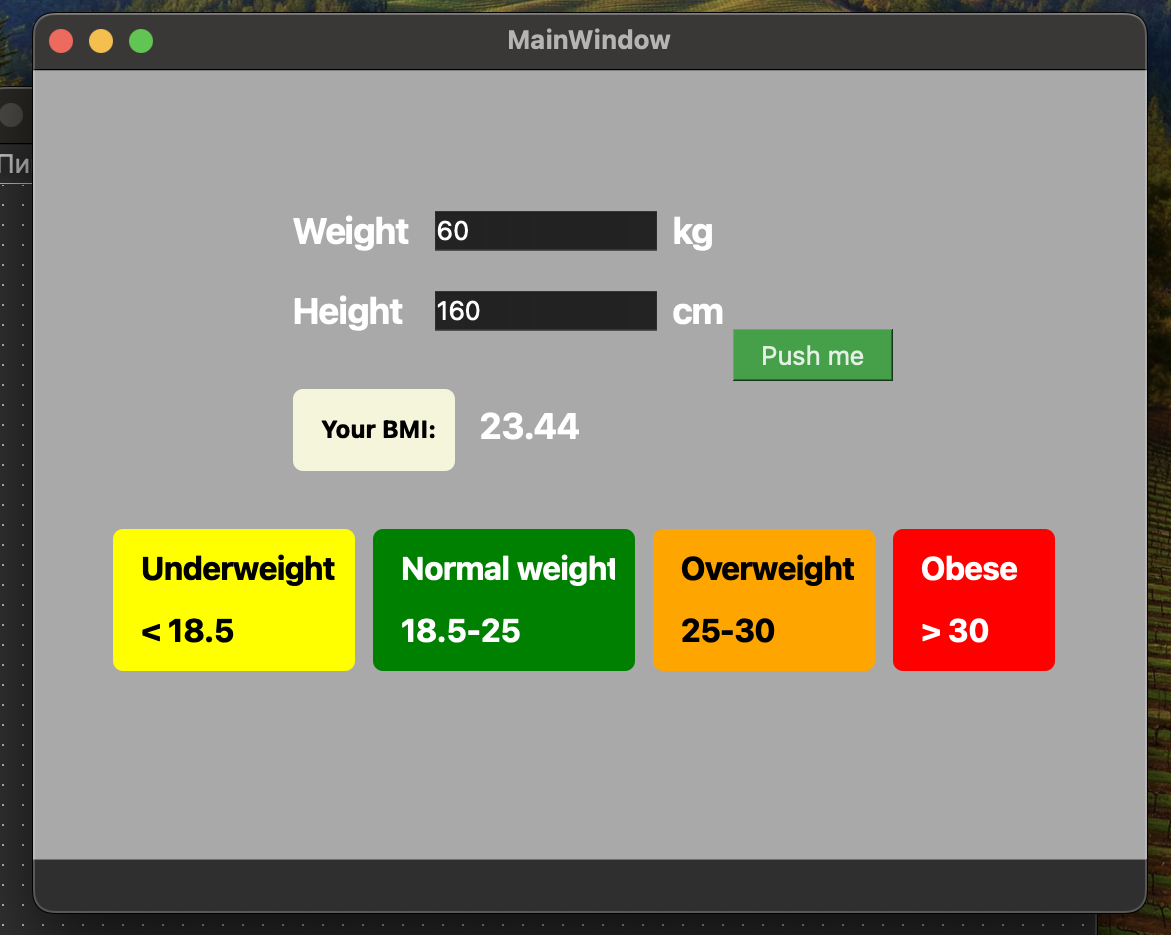 MainWindow
Пи
Weight 60 kg
Height 160 cm
Push me
Your BMI: 23.44
Underweight Normal weight Overweight Obese
< 18.5 18.5-25 25-30 > 30